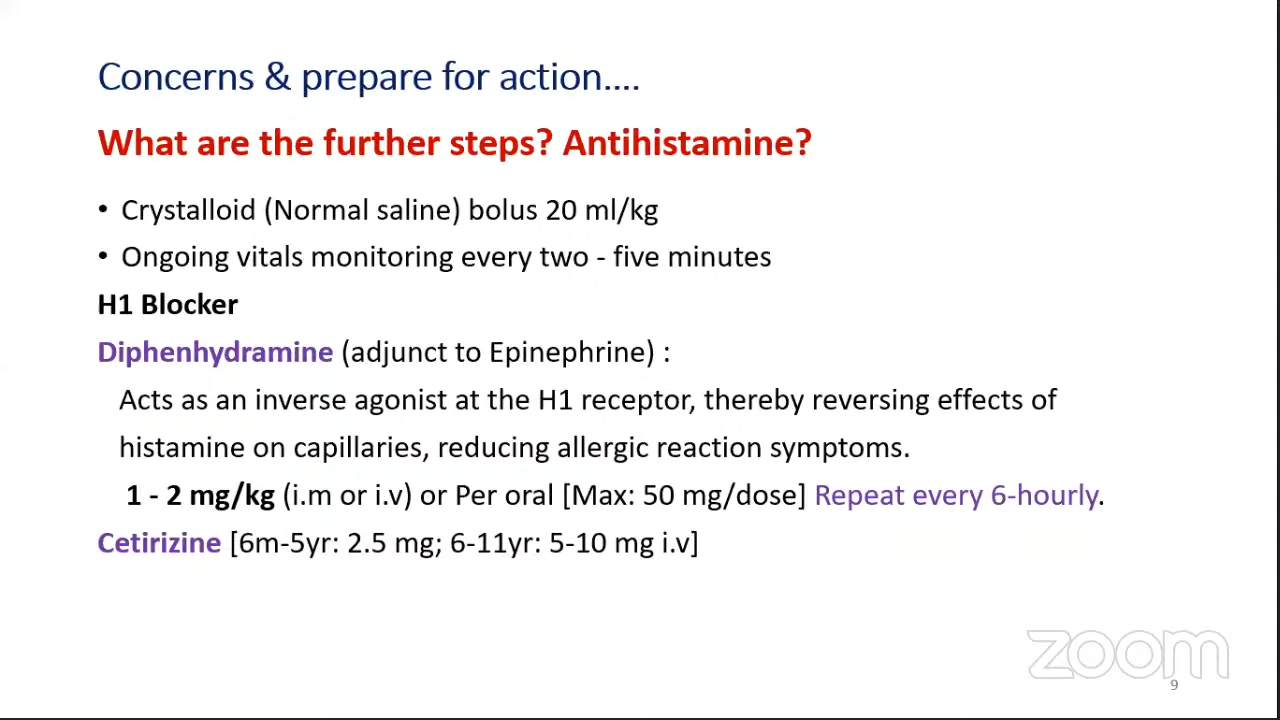 Concerns & prepare for action....
What are the further steps? Antihistamine?
• Crystalloid (Normal saline) bolus 20 ml/kg
• Ongoing vitals monitoring every two - five minutes
H1 Blocker
Diphenhydramine (adjunct to Epinephrine) :
Acts as an inverse agonist at the H1 receptor, thereby reversing effects of
histamine on capillaries, reducing allergic reaction symptoms.
1 - 2 mg/kg (i.m or i.v) or Per oral [Max: 50 mg/dose] Repeat every 6-hourly.
Cetirizine [6m-5yr: 2.5 mg; 6-11yr: 5-10 mg i.v]
zoom
9